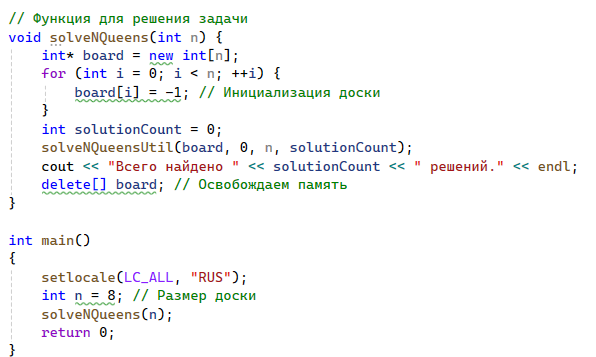 // Функция для решения задачи
void solveNQueens(int n) {
    int* board = new int[n];
    for (int i = 0; i < n; ++i) {
        board[i] = -1; // Инициализация доски
    }
    int solutionCount = 0;
    solveNQueensUtil(board, 0, n, solutionCount);
    cout << "Всего найдено " << solutionCount << " решений." << endl;
    delete[] board; // Освобождаем память
}

int main()
{
    setlocale(LC_ALL, "RUS");
    int n = 8; // Размер доски
    solveNQueens(n);
    return 0;
}